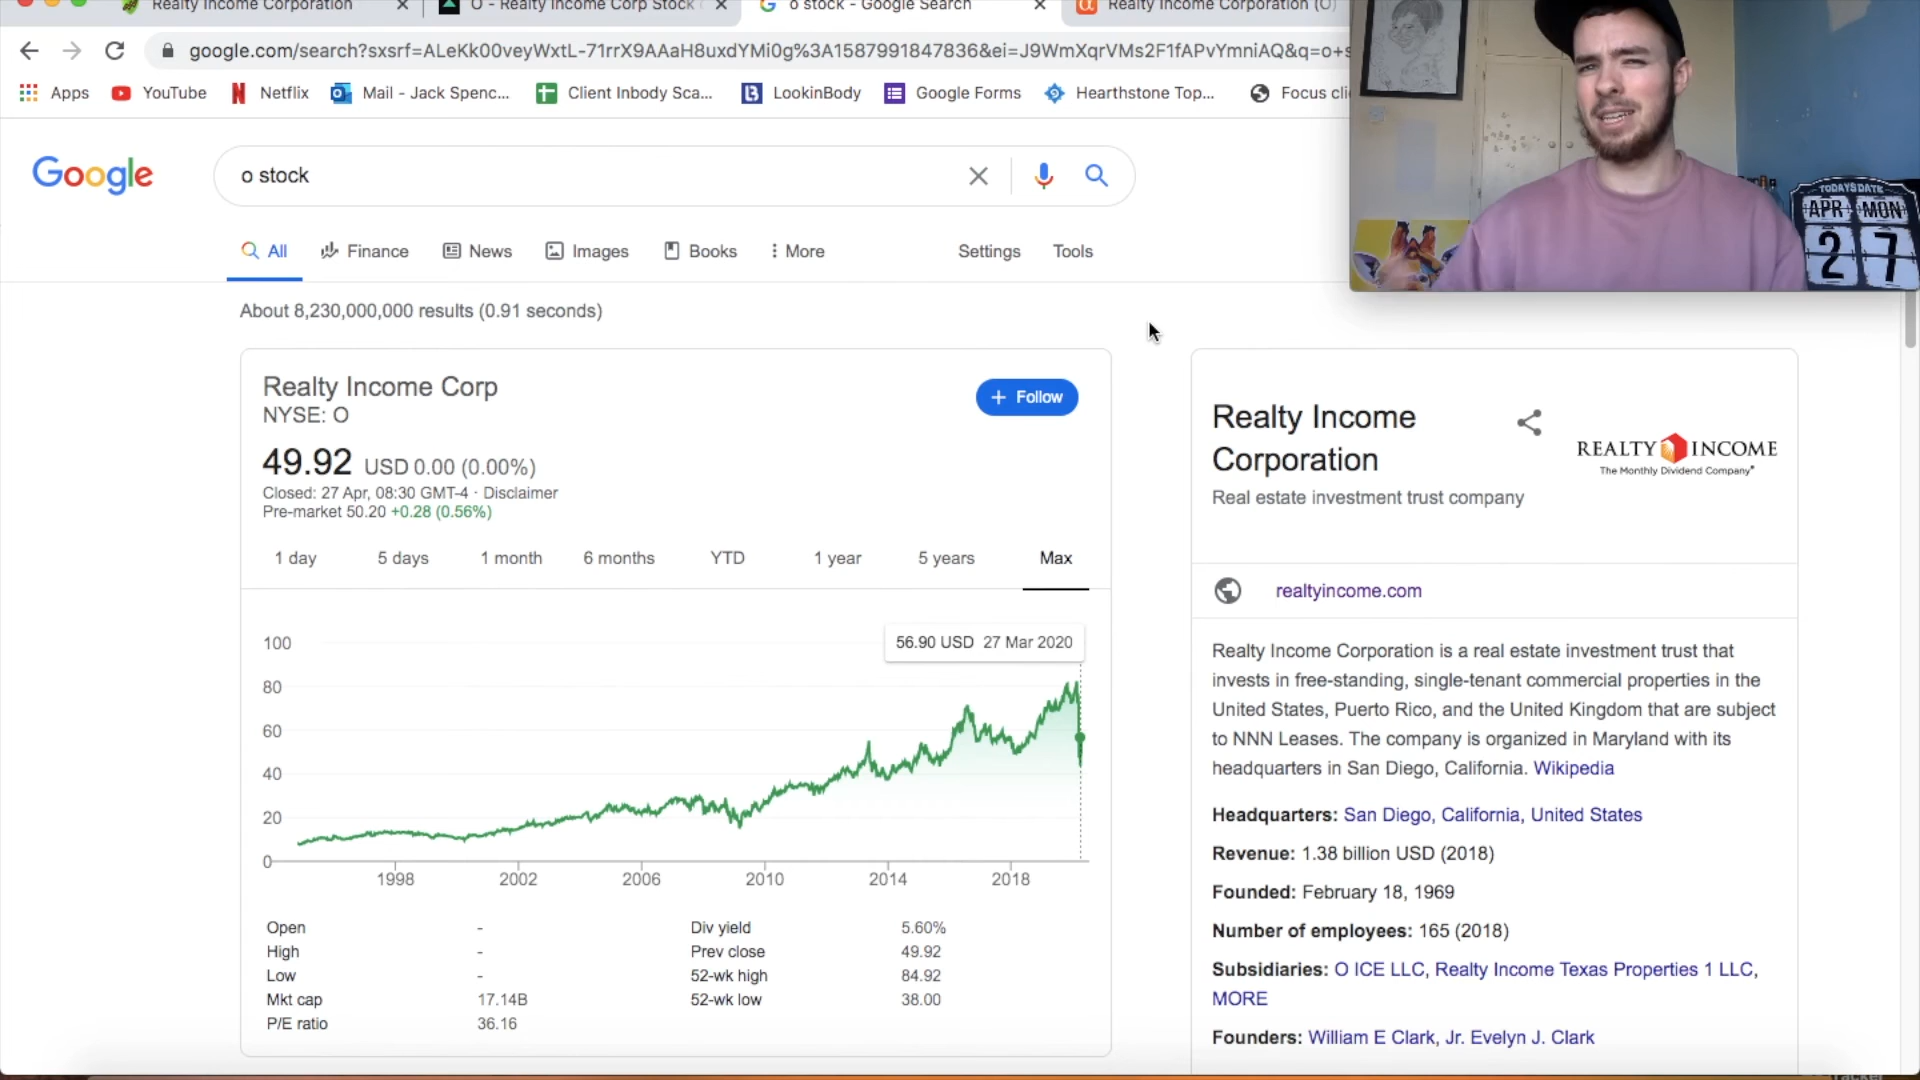 Realty Income Corporation
O - Realty Income Corp Stock
o stock - Google Search
Realty Income Corporation (O)
google.com/search?sxsrf=ALeKk00veyWxtL-71rrX9AAaH8uxdYMi0g%3A1587991847836&ei=J9WmXqrVMs2F1fAPvYmniAQ&q=o+s
Apps
YouTube
Netflix
Mail - Jack Spenc...
Client Inbody Sca...
LookinBody
Google Forms
Hearthstone Top...
Focus cli
TODAYS DATE
APR MON
2 7
Google
o stock
All
Finance
News
Images
Books
More
Settings
Tools
About 8,230,000,000 results (0.91 seconds)
Realty Income Corp
NYSE: O
+ Follow
49.92 USD 0.00 (0.00%)
Closed: 27 Apr, 08:30 GMT-4 · Disclaimer
Pre-market 50.20 +0.28 (0.56%)
1 day
5 days
1 month
6 months
YTD
1 year
5 years
Max
56.90 USD 27 Mar 2020
100
80
60
40
20
0
1998
2002
2006
2010
2014
2018
Open -
High -
Low -
Mkt cap 17.14B
P/E ratio 36.16
Div yield 5.60%
Prev close 49.92
52-wk high 84.92
52-wk low 38.00
Realty Income
Corporation
Real estate investment trust company
REALTY INCOME
The Monthly Dividend Company®
realtyincome.com
Realty Income Corporation is a real estate investment trust that
invests in free-standing, single-tenant commercial properties in the
United States, Puerto Rico, and the United Kingdom that are subject
to NNN Leases. The company is organized in Maryland with its
headquarters in San Diego, California. Wikipedia
Headquarters: San Diego, California, United States
Revenue: 1.38 billion USD (2018)
Founded: February 18, 1969
Number of employees: 165 (2018)
Subsidiaries: O ICE LLC, Realty Income Texas Properties 1 LLC,
MORE
Founders: William E Clark, Jr. Evelyn J. Clark